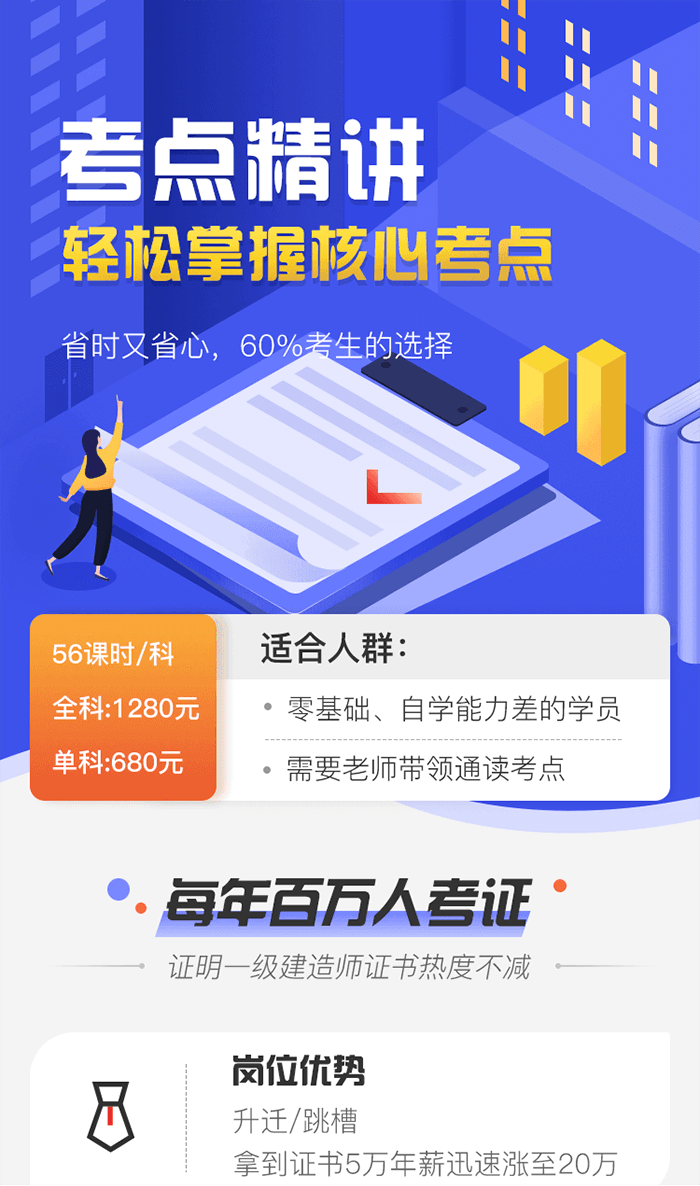 考点精讲
轻松掌握核心考点
省时又省心，60%考生的选择
56课时/科
全科:1280元
单科:680元
适合人群：
• 零基础、自学能力差的学员
• 需要老师带领通读考点
每年百万人考证
证明一级建造师证书热度不减
岗位优势
升迁/跳槽
拿到证书5万年薪迅速涨至20万